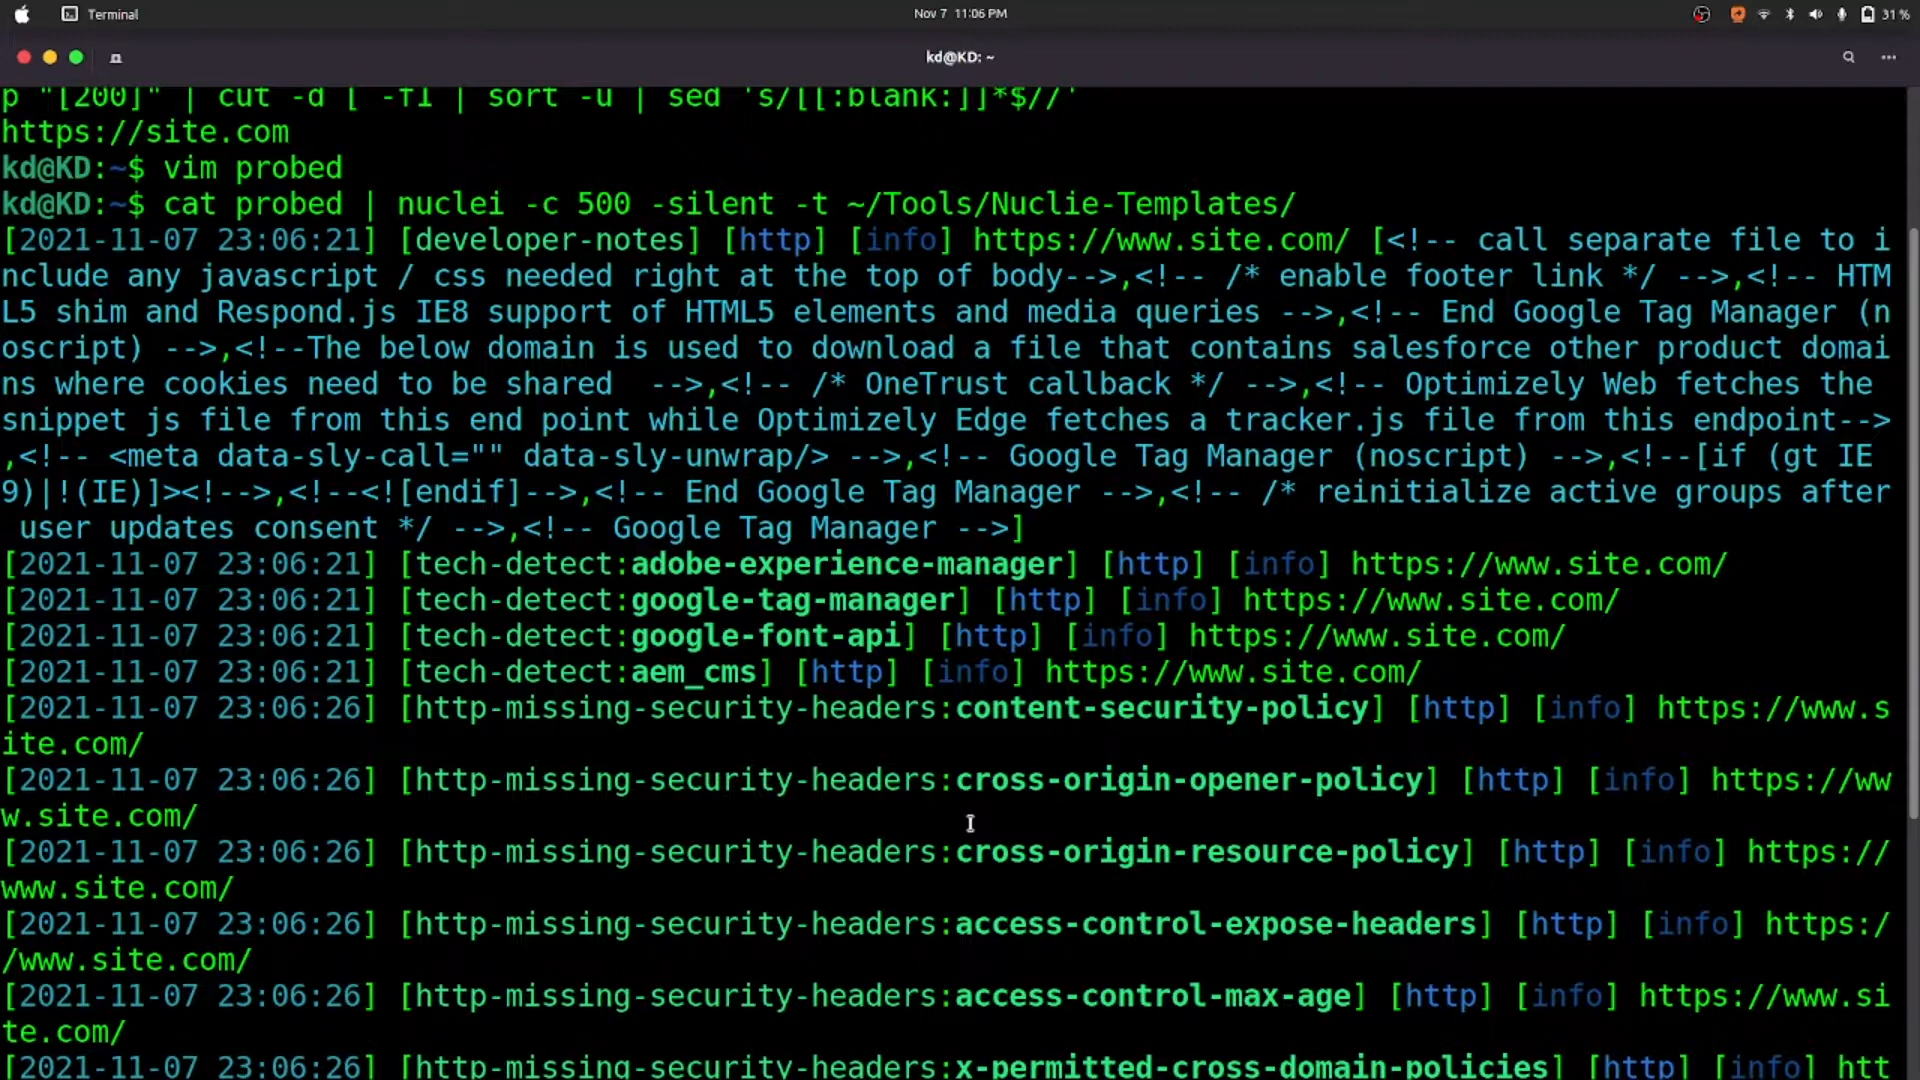 Terminal
Nov 7 11:06 PM
31 %
kd@KD: ~
p "[200]" | cut -d [ -f1 | sort -u | sed 's/[[:blank:]]*$//'
https://site.com
kd@KD:~$ vim probed
kd@KD:~$ cat probed | nuclei -c 500 -silent -t ~/Tools/Nuclie-Templates/
[2021-11-07 23:06:21] [developer-notes] [http] [info] https://www.site.com/ [<!-- call separate file to i
nclude any javascript / css needed right at the top of body-->,<!-- /* enable footer link */ -->,<!-- HTM
L5 shim and Respond.js IE8 support of HTML5 elements and media queries -->,<!-- End Google Tag Manager (n
oscript) -->,<!--The below domain is used to download a file that contains salesforce other product domai
ns where cookies need to be shared  -->,<!-- /* OneTrust callback */ -->,<!-- Optimizely Web fetches the
snippet js file from this end point while Optimizely Edge fetches a tracker.js file from this endpoint-->
,<!-- <meta data-sly-call="" data-sly-unwrap/> -->,<!-- Google Tag Manager (noscript) -->,<!--[if (gt IE
9)|!(IE)]><!-->,<!--<![endif]-->,<!-- End Google Tag Manager -->,<!-- /* reinitialize active groups after
user updates consent */ -->,<!-- Google Tag Manager -->]
[2021-11-07 23:06:21] [tech-detect:adobe-experience-manager] [http] [info] https://www.site.com/
[2021-11-07 23:06:21] [tech-detect:google-tag-manager] [http] [info] https://www.site.com/
[2021-11-07 23:06:21] [tech-detect:google-font-api] [http] [info] https://www.site.com/
[2021-11-07 23:06:21] [tech-detect:aem_cms] [http] [info] https://www.site.com/
[2021-11-07 23:06:26] [http-missing-security-headers:content-security-policy] [http] [info] https://www.s
ite.com/
[2021-11-07 23:06:26] [http-missing-security-headers:cross-origin-opener-policy] [http] [info] https://ww
w.site.com/
[2021-11-07 23:06:26] [http-missing-security-headers:cross-origin-resource-policy] [http] [info] https://
www.site.com/
[2021-11-07 23:06:26] [http-missing-security-headers:access-control-expose-headers] [http] [info] https:/
/www.site.com/
[2021-11-07 23:06:26] [http-missing-security-headers:access-control-max-age] [http] [info] https://www.si
te.com/
[2021-11-07 23:06:26] [http-missing-security-headers:x-permitted-cross-domain-policies] [http] [info] htt